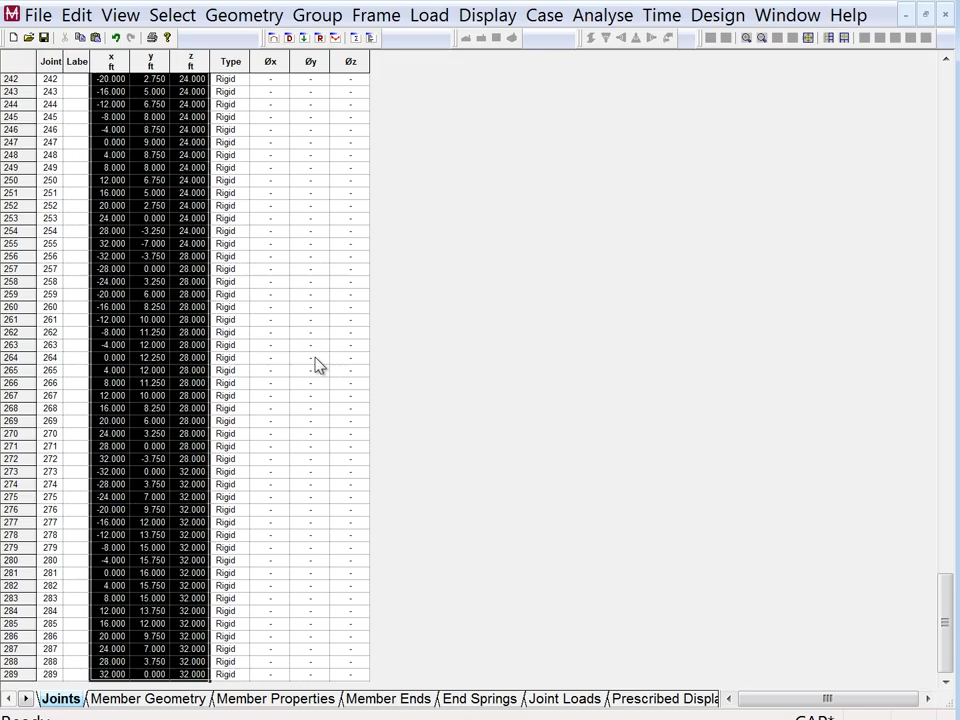 File Edit View Select Geometry Group Frame Load Display Case Analyse Time Design Window Help
Joint Labe x ft y ft z ft Type Øx Øy Øz
242 242 -20.000 2.750 24.000 Rigid - - -
243 243 -16.000 5.000 24.000 Rigid - - -
244 244 -12.000 6.750 24.000 Rigid - - -
245 245 -8.000 8.000 24.000 Rigid - - -
246 246 -4.000 8.750 24.000 Rigid - - -
247 247 0.000 9.000 24.000 Rigid - - -
248 248 4.000 8.750 24.000 Rigid - - -
249 249 8.000 8.000 24.000 Rigid - - -
250 250 12.000 6.750 24.000 Rigid - - -
251 251 16.000 5.000 24.000 Rigid - - -
252 252 20.000 2.750 24.000 Rigid - - -
253 253 24.000 0.000 24.000 Rigid - - -
254 254 28.000 -3.250 24.000 Rigid - - -
255 255 32.000 -7.000 24.000 Rigid - - -
256 256 -32.000 -3.750 28.000 Rigid - - -
257 257 -28.000 0.000 28.000 Rigid - - -
258 258 -24.000 3.250 28.000 Rigid - - -
259 259 -20.000 6.000 28.000 Rigid - - -
260 260 -16.000 8.250 28.000 Rigid - - -
261 261 -12.000 10.000 28.000 Rigid - - -
262 262 -8.000 11.250 28.000 Rigid - - -
263 263 -4.000 12.000 28.000 Rigid - - -
264 264 0.000 12.250 28.000 Rigid - - -
265 265 4.000 12.000 28.000 Rigid - - -
266 266 8.000 11.250 28.000 Rigid - - -
267 267 12.000 10.000 28.000 Rigid - - -
268 268 16.000 8.250 28.000 Rigid - - -
269 269 20.000 6.000 28.000 Rigid - - -
270 270 24.000 3.250 28.000 Rigid - - -
271 271 28.000 0.000 28.000 Rigid - - -
272 272 32.000 -3.750 28.000 Rigid - - -
273 273 -32.000 0.000 32.000 Rigid - - -
274 274 -28.000 3.750 32.000 Rigid - - -
275 275 -24.000 7.000 32.000 Rigid - - -
276 276 -20.000 9.750 32.000 Rigid - - -
277 277 -16.000 12.000 32.000 Rigid - - -
278 278 -12.000 13.750 32.000 Rigid - - -
279 279 -8.000 15.000 32.000 Rigid - - -
280 280 -4.000 15.750 32.000 Rigid - - -
281 281 0.000 16.000 32.000 Rigid - - -
282 282 4.000 15.750 32.000 Rigid - - -
283 283 8.000 15.000 32.000 Rigid - - -
284 284 12.000 13.750 32.000 Rigid - - -
285 285 16.000 12.000 32.000 Rigid - - -
286 286 20.000 9.750 32.000 Rigid - - -
287 287 24.000 7.000 32.000 Rigid - - -
288 288 28.000 3.750 32.000 Rigid - - -
289 289 32.000 0.000 32.000 Rigid - - -
Joints Member Geometry Member Properties Member Ends End Springs Joint Loads Prescribed Displa